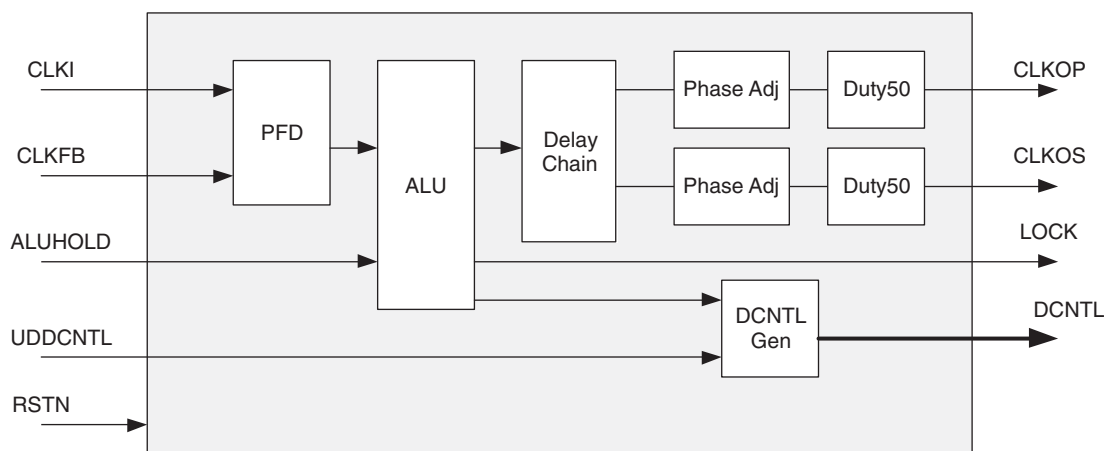 CLKI
CLKFB
ALUHOLD
UDDCNTL
RSTN
PFD
ALU
Delay
Chain
Phase Adj
Duty50
Phase Adj
Duty50
DCNTL
Gen
CLKOP
CLKOS
LOCK
DCNTL